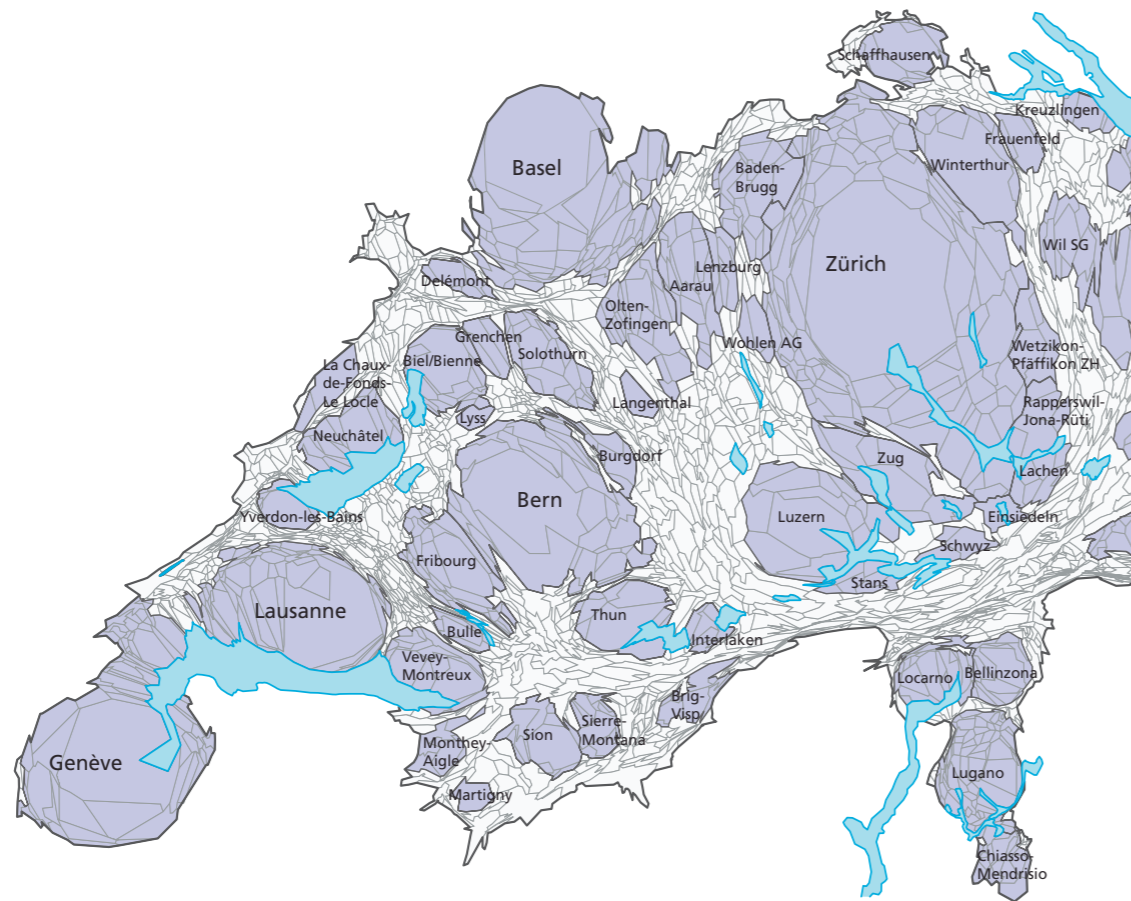 Schaffhausen
Kreuzlingen
Frauenfeld
Winterthur
Basel
Baden-
Brugg
Wil SG
Zürich
Lenzburg
Aarau
Delémont
Olten-
Zofingen
Grenchen
Solothurn
Wohlen AG
Wetzikon-
Pfäffikon ZH
Biel/Bienne
La Chaux-
de-Fonds-
Le Locle
Langenthal
Rapperswil-
Jona-Rüti
Lyss
Neuchâtel
Burgdorf
Zug
Lachen
Bern
Yverdon-les-Bains
Luzern
Einsiedeln
Schwyz
Fribourg
Stans
Lausanne
Thun
Bulle
Interlaken
Vevey-
Montreux
Locarno
Bellinzona
Brig-
Visp
Sierre-
Montana
Sion
Monthey-
Aigle
Genève
Lugano
Martigny
Chiasso-
Mendrisio